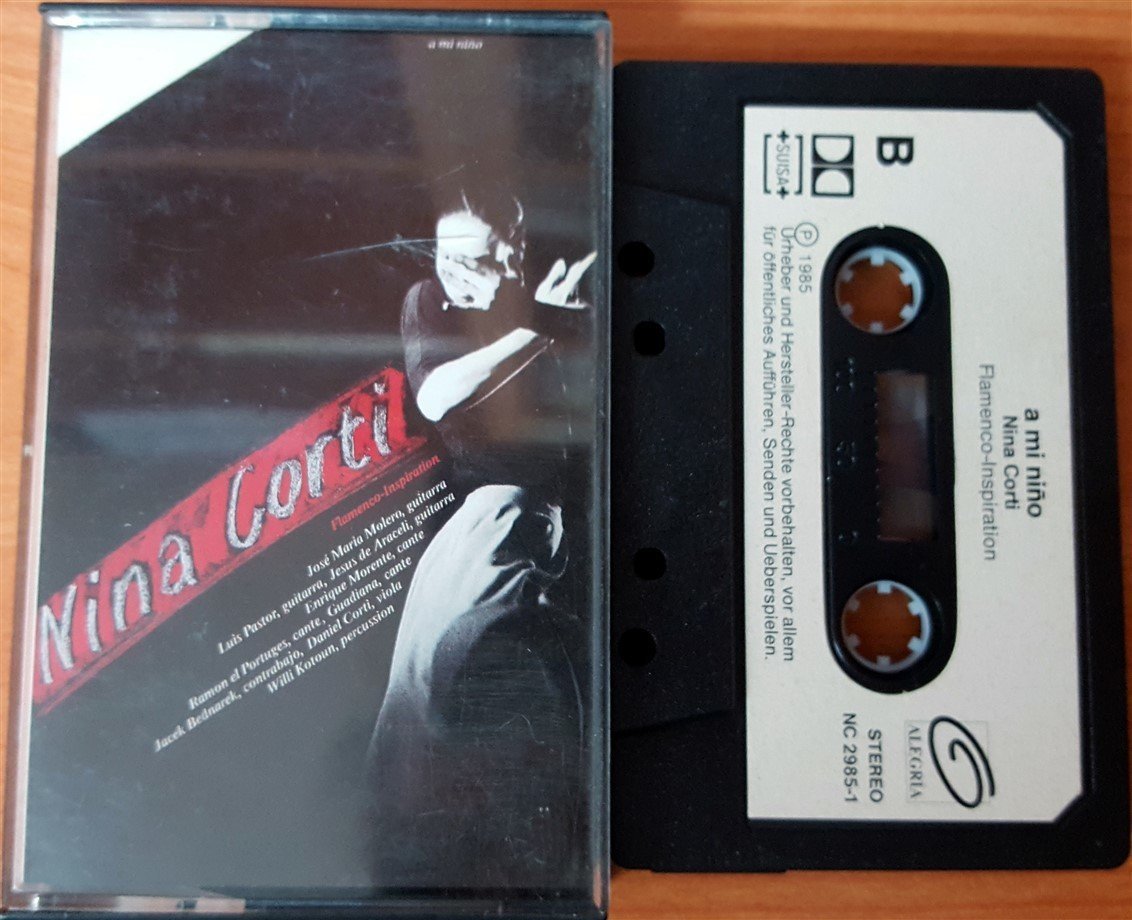 a mi niño
Nina Corti
Flamenco-Inspiration
José Maria Molero, guitarra
Luis Pastor, guitarra, Jesus de Araceli, guitarra
Enrique Morente, cante
Ramon el Portuges, cante, Guadiana, cante
Jacek Bednarek, contrabajo, Daniel Corti, viola
Willi Kotoun, percussion
a mi niño
Nina Corti
Flamenco-Inspiration
B
SUISA
Ⓟ 1985
Urheber und Hersteller-Rechte vorbehalten, vor allem
für öffentliches Aufführen, Senden und Ueberspielen.
ALEGRÍA
STEREO
NC 2985-1